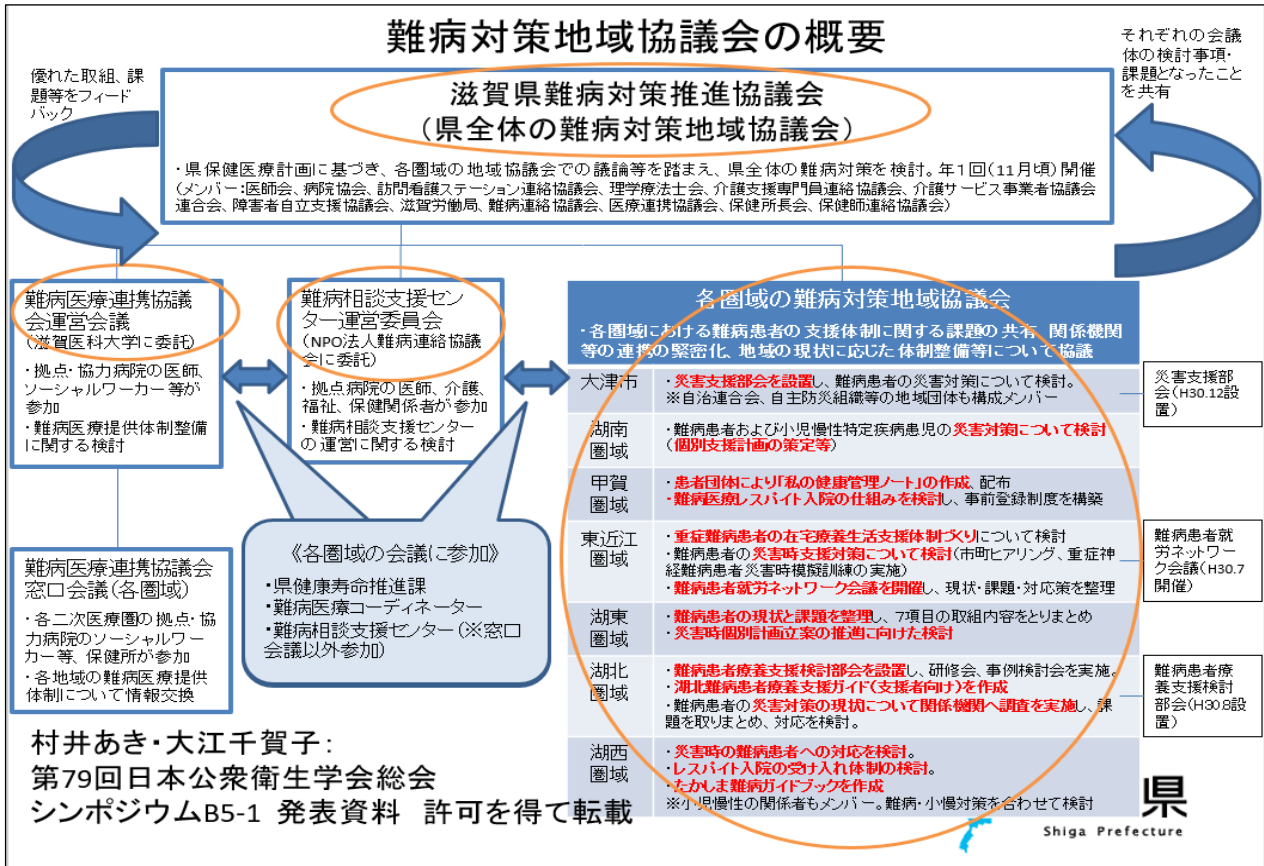 難病対策地域協議会の概要
優れた取組、課
題等をフィード
バック
それぞれの会議
体の検討事項・
課題となったこと
を共有
滋賀県難病対策推進協議会
（県全体の難病対策地域協議会）
・県保健医療計画に基づき、各圏域の地域協議会での議論等を踏まえ、県全体の難病対策を検討。年1回（11月頃）開催
（メンバー：医師会、病院協会、訪問看護ステーション連絡協議会、理学療法士会、介護支援専門員連絡協議会、介護サービス事業者協議会
連合会、障害者自立支援協議会、滋賀労働局、難病連絡協議会、医療連携協議会、保健所長会、保健師連絡協議会）
難病医療連携協議
会運営会議
（滋賀医科大学に委託）
・拠点・協力病院の医師、
ソーシャルワーカー等が
参加
・難病医療提供体制整備
に関する検討
難病相談支援セン
ター運営委員会
（NPO法人難病連絡協議
会に委託）
・拠点病院の医師、介護、
福祉、保健関係者が参加
・難病相談支援センター
の運営に関する検討
難病医療連携協議会
窓口会議（各圏域）
・各二次医療圏の拠点・協
力病院のソーシャルワー
カー等、保健所が参加
・各地域の難病医療提供
体制について情報交換
《各圏域の会議に参加》
・県健康寿命推進課
・難病医療コーディネーター
・難病相談支援センター（※窓口
会議以外参加）
各圏域の難病対策地域協議会
・各圏域における難病患者の支援体制に関する課題の共有、関係機関
等の連携の緊密化、地域の現状に応じた体制整備等について協議
大津市
・災害支援部会を設置し、難病患者の災害対策について検討。
※自治連合会、自主防災組織等の地域団体も構成メンバー
湖南
圏域
・難病患者および小児慢性特定疾病患児の災害対策について検討
（個別支援計画の策定等）
甲賀
圏域
・患者団体により「私の健康管理ノート」の作成、配布
・難病医療レスパイト入院の仕組みを検討し、事前登録制度を構築
東近江
圏域
・重症難病患者の在宅療養生活支援体制づくりについて検討
・難病患者の災害時支援対策について検討（市町ヒアリング、重症神
経難病患者災害時模擬訓練の実施）
・難病患者就労ネットワーク会議を開催し、現状・課題・対応策を整理
湖東
圏域
・難病患者の現状と課題を整理し、7項目の取組内容をとりまとめ
・災害時個別計画立案の推進に向けた検討
湖北
圏域
・難病患者療養支援検討部会を設置し、研修会、事例検討会を実施。
・湖北難病患者療養支援ガイド（支援者向け）を作成
・難病患者の災害対策の現状について関係機関へ調査を実施し、課
題を取りまとめ、対応を検討。
湖西
圏域
・災害時の難病患者への対応を検討。
・レスパイト入院の受け入れ体制の検討。
・たかしま難病ガイドブックを作成
※小児慢性の関係者もメンバー。難病・小慢対策を合わせて検討
災害支援部
会（H30.12設
置）
難病患者就
労ネットワー
ク会議（H30.7
開催）
難病患者療
養支援検討
部会（H30.8設
置）
村井あき・大江千賀子：
第79回日本公衆衛生学会総会
シンポジウムB5-1 発表資料 許可を得て転載
県
Shiga Prefecture